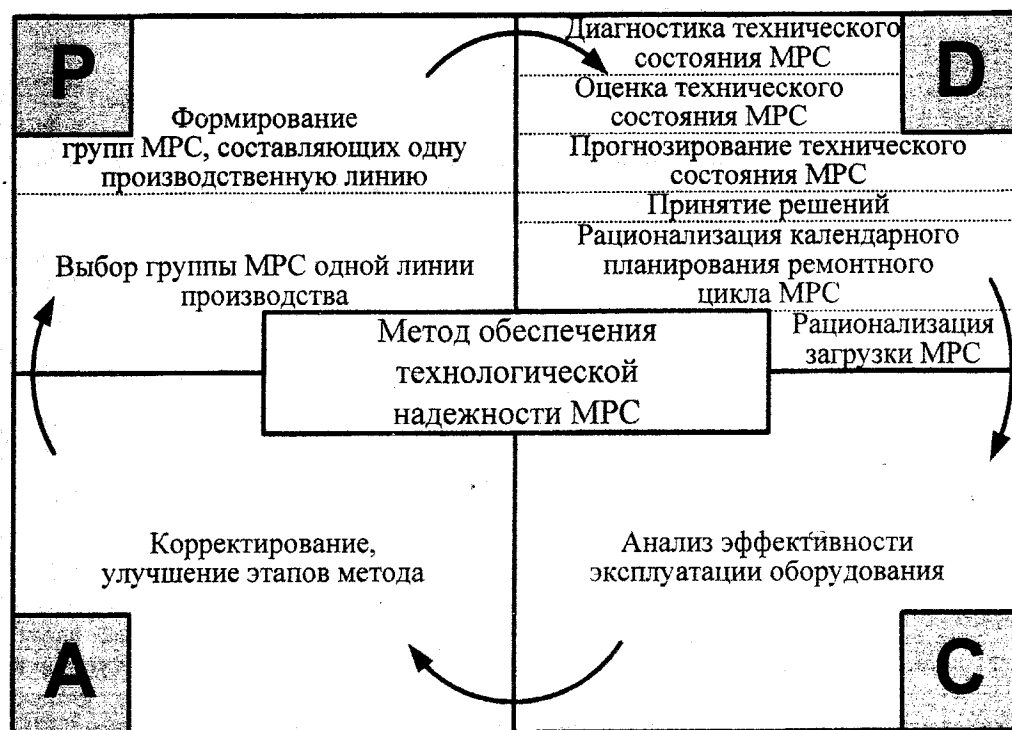 P
Формирование
групп МРС, составляющих одну
производственную линию
Выбор группы МРС одной линии
производства
D
Диагностика технического
состояния МРС
Оценка технического
состояния МРС
Прогнозирование технического
состояния МРС
Принятие решений
Рационализация календарного
планирования ремонтного
цикла МРС
Рационализация
загрузки МРС
Метод обеспечения
технологической
надежности МРС
Корректирование,
улучшение этапов метода
A
Анализ эффективности
эксплуатации оборудования
C